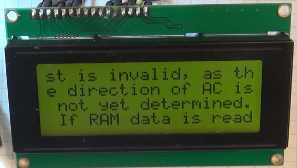 st is invalid, as th
e direction of AC is
not yet determined.
If RAM data is read